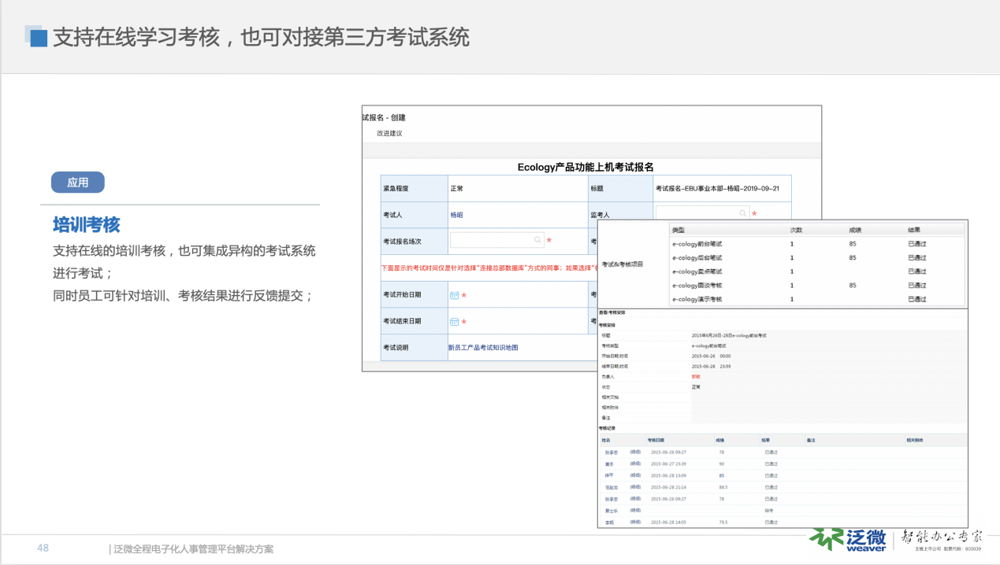 支持在线学习考核，也可对接第三方考试系统
应用
培训考核
支持在线的培训考核，也可集成异构的考试系统
进行考试；
同时员工可针对培训、考核结果进行反馈提交；
试报名 - 创建
改进建议
Ecology产品功能上机考试报名
紧急程度 正常 标题 考试报名-EBU事业本部-杨昭-2019-09-21
考试人 杨昭 监考人 *
考试报名场次 * 考
下面显示的考试时间仅是针对选择"连接总部数据库"方式的同事；如果选择"
考试开始日期 * 考
考试结束日期 * 考
考试说明 新员工产品考试知识地图
考试&考核项目
类型 次数 成绩 结果
e-cology前台笔试 1 85 已通过
e-cology后台笔试 1 85 已通过
e-cology卖点笔试 1 已通过
e-cology面谈考核 1 85 已通过
e-cology演示考核 1 已通过
查看:考核安排
考核安排
标题 2015年6月26日-28日e-cology前台考试
考核类型 e-cology前台笔试
开始日期,时间 2015-06-26 00:00
结束日期,时间 2015-06-28 23:59
负责人
状态 正常
相关文档
相关附件
备注
考核记录
姓名 考核日期 成绩 结果 备注 相关附件
张承忠 (明细) 2015-06-26 09:27 78 已通过
董冬 (明细) 2015-06-27 23:39 90 已通过
徐平 (明细) 2015-06-28 13:09 85 已通过
范赵龙 (明细) 2015-06-28 21:14 88.5 已通过
张承忠 (明细) 2015-06-26 09:27 78 已通过
夏士乐 (明细) 缺考
李辉 (明细) 2015-06-28 14:05 79.5 已通过
48
|泛微全程电子化人事管理平台解决方案
泛微
weaver
智能办公专家
主板上市公司 股票代码：603039